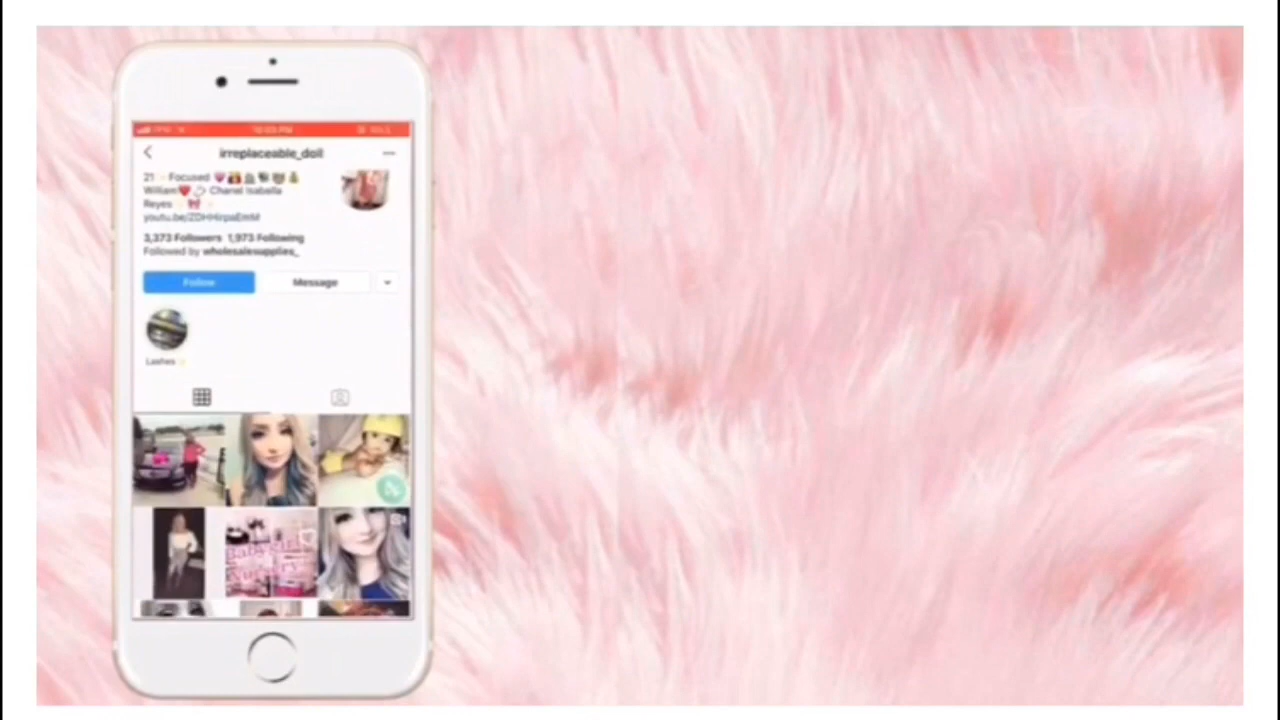 irreplaceable_doll
21 Focused
William❤️💍 Chanel Isabella
Reyes 🎀
3,373 Followers 1,973 Following
Followed by wholesalesupplies_
Follow
Message
Lashes
Babygirl